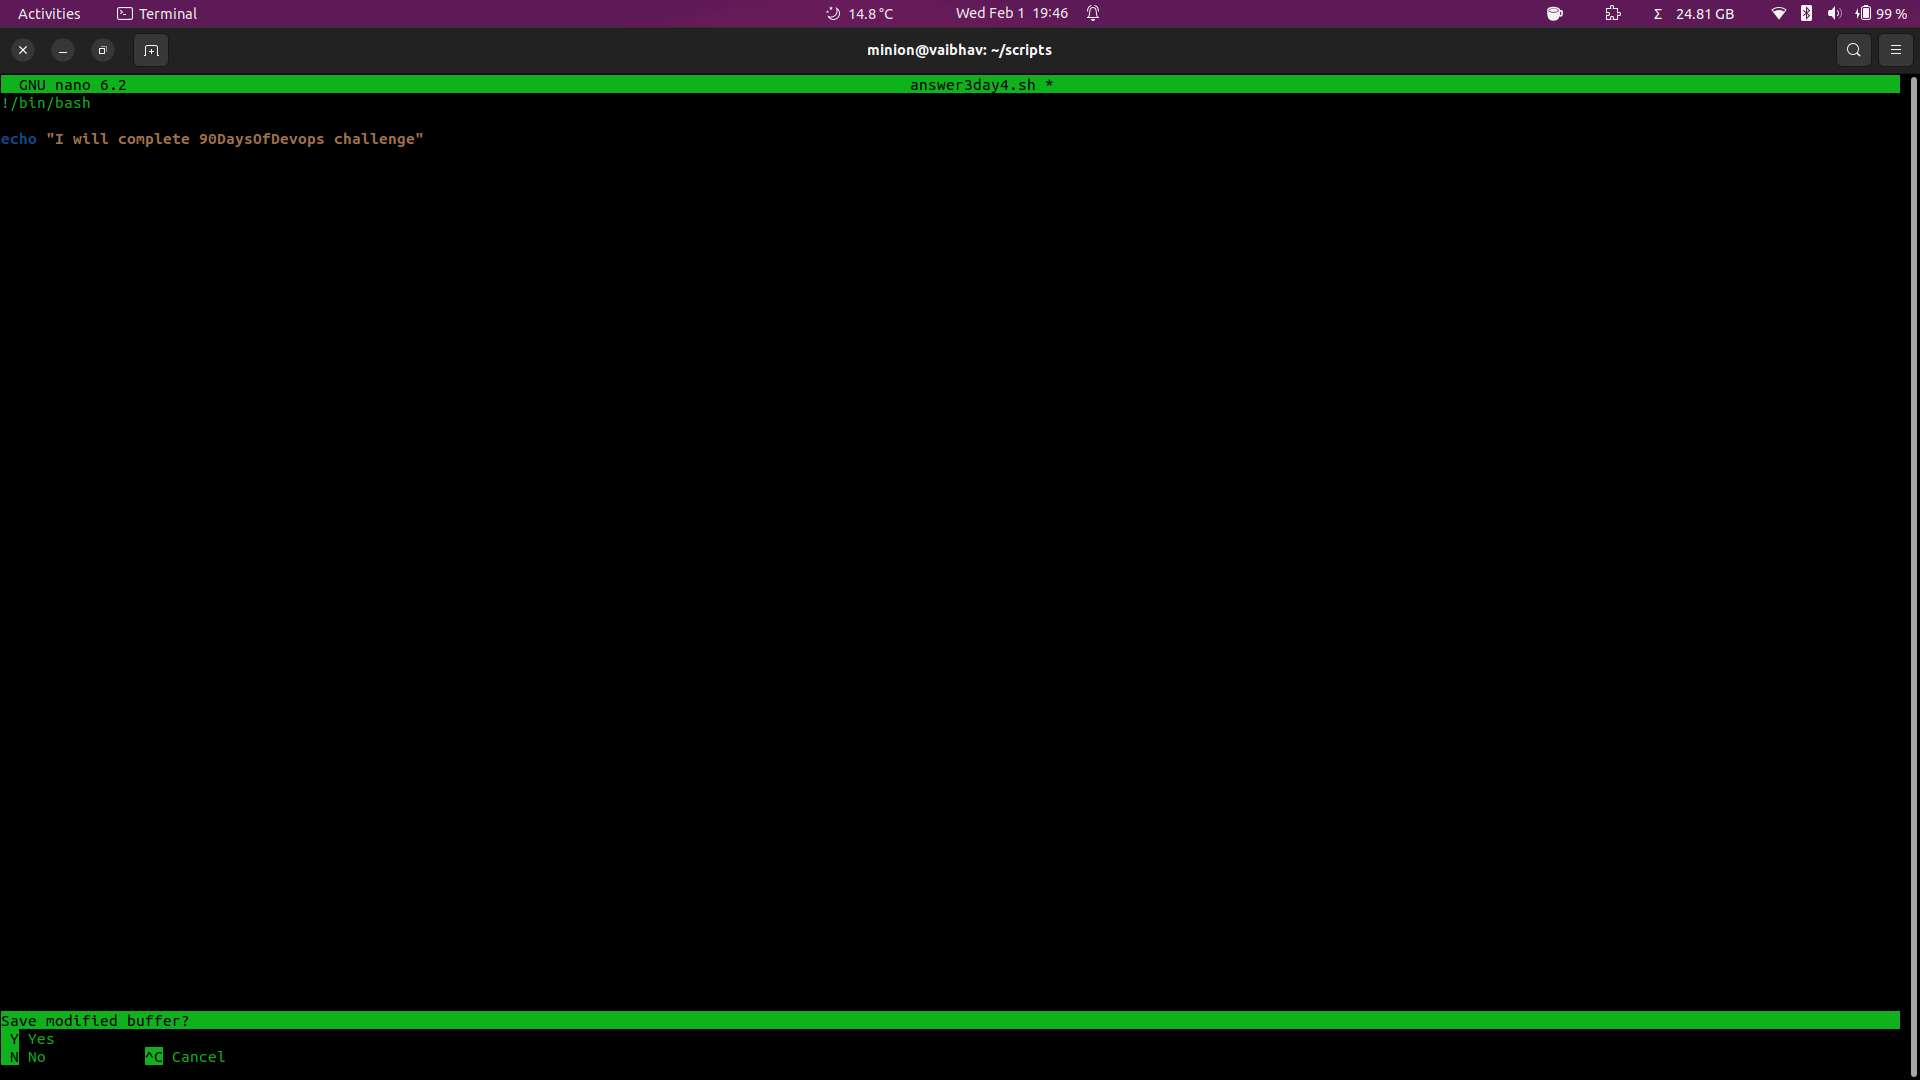 Activities Terminal 14.8 °C Wed Feb 1 19:46 Σ 24.81 GB 99 %
minion@vaibhav: ~/scripts
GNU nano 6.2 answer3day4.sh *
!/bin/bash
echo "I will complete 90DaysOfDevops challenge"
Save modified buffer?
Y Yes
N No ^C Cancel